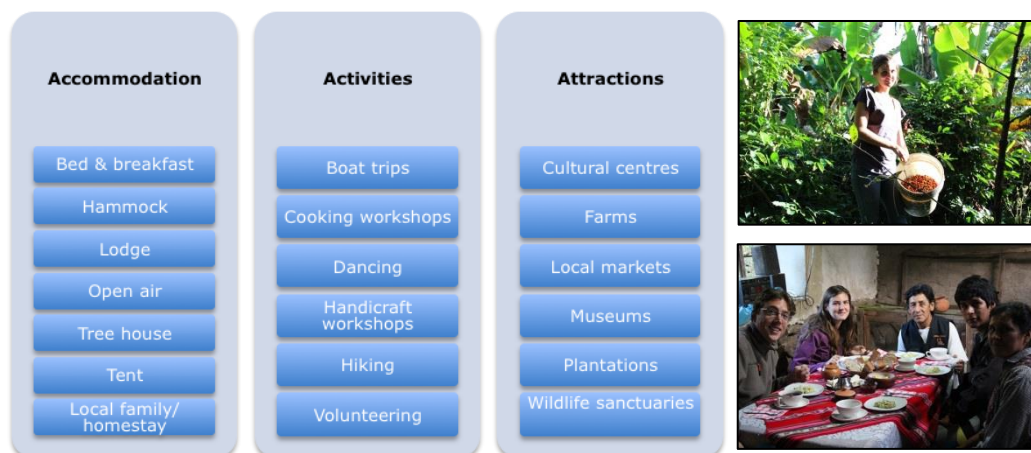 Accommodation
Bed & breakfast
Hammock
Lodge
Open air
Tree house
Tent
Local family/
homestay
Activities
Boat trips
Cooking workshops
Dancing
Handicraft
workshops
Hiking
Volunteering
Attractions
Cultural centres
Farms
Local markets
Museums
Plantations
Wildlife sanctuaries